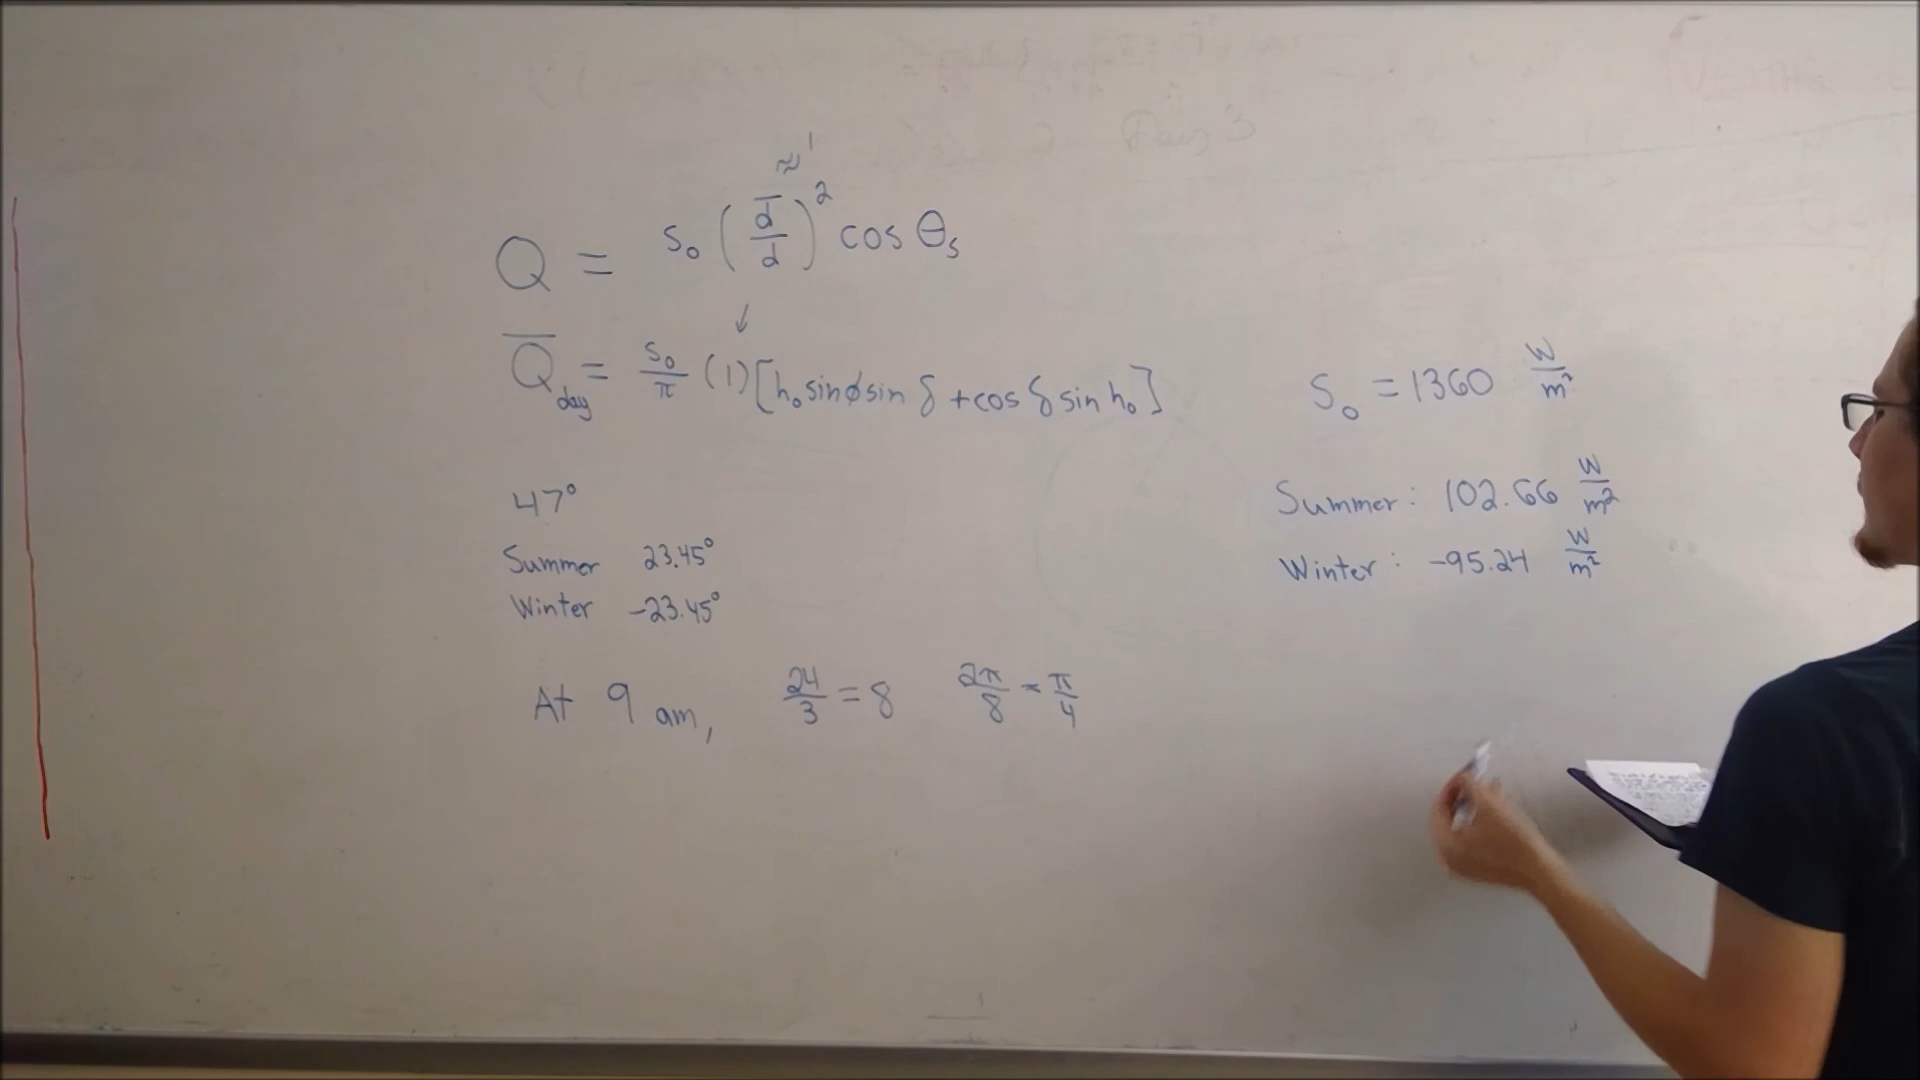 ≈ 1
Q = S₀ (d̄/d)² cos θₛ
↓
Q̄ day = S₀/π (1) [h₀ sinϕ sin δ + cos δ sin h₀]
S₀ = 1360 W/m²
47°
Summer 23.45°
Winter -23.45°
Summer: 102.66 W/m²
Winter: -95.24 W/m²
At 9 am, 24/3 = 8 2π/8 = π/4